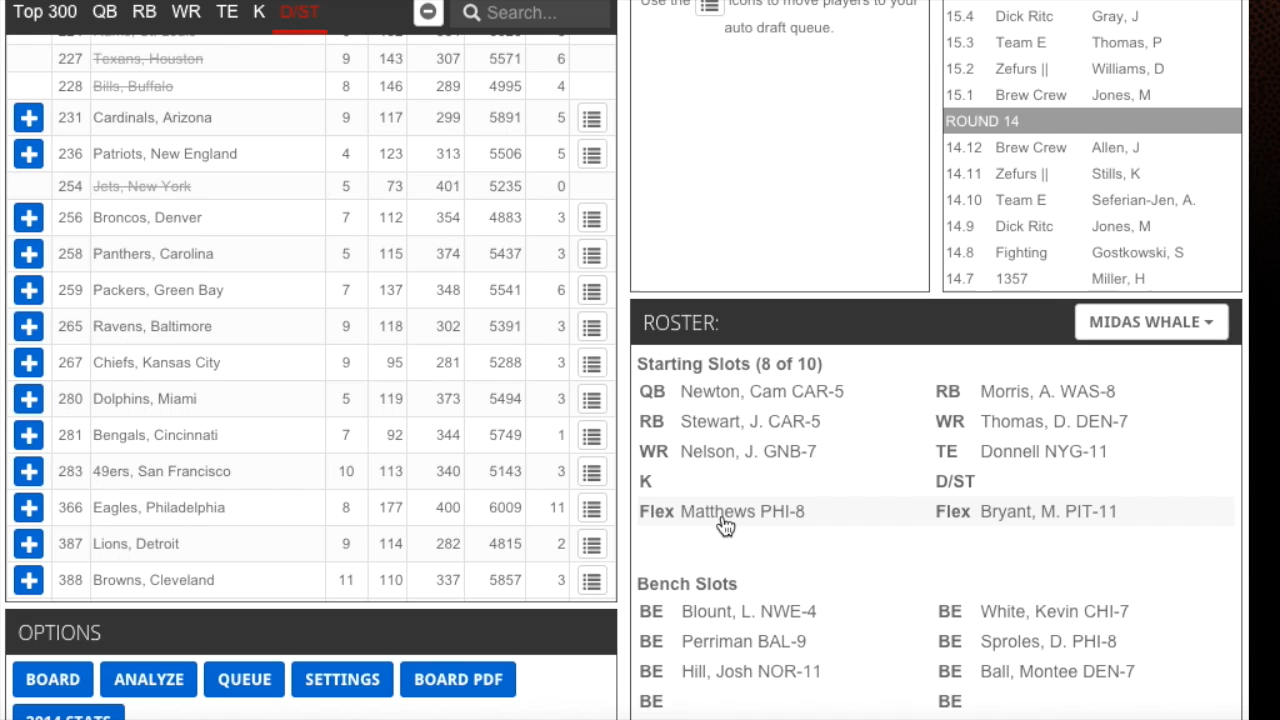 Top 300 QB RB WR TE K D/ST Search...
227 Texans, Houston 9 143 307 5571 6
228 Bills, Buffalo 8 146 289 4995 4
231 Cardinals, Arizona 9 117 299 5891 5
236 Patriots, New England 4 123 313 5506 5
254 Jets, New York 5 73 401 5235 0
256 Broncos, Denver 7 112 354 4883 3
258 Panthers, Carolina 5 115 374 5437 3
259 Packers, Green Bay 7 137 348 5541 6
265 Ravens, Baltimore 9 118 302 5391 3
267 Chiefs, Kansas City 9 95 281 5288 3
280 Dolphins, Miami 5 119 373 5494 3
281 Bengals, Cincinnati 7 92 344 5749 1
283 49ers, San Francisco 10 113 340 5143 3
366 Eagles, Philadelphia 8 177 400 6009 11
387 Lions, Detroit 9 114 282 4815 2
388 Browns, Cleveland 11 110 337 5857 3
OPTIONS
BOARD ANALYZE QUEUE SETTINGS BOARD PDF
2014 STATS
Use the icons to move players to your
auto draft queue.
15.4 Dick Ritc Gray, J
15.3 Team E Thomas, P
15.2 Zefurs || Williams, D
15.1 Brew Crew Jones, M
ROUND 14
14.12 Brew Crew Allen, J
14.11 Zefurs || Stills, K
14.10 Team E Seferian-Jen, A.
14.9 Dick Ritc Jones, M
14.8 Fighting Gostkowski, S
14.7 1357 Miller, H
ROSTER: MIDAS WHALE
Starting Slots (8 of 10)
QB Newton, Cam CAR-5 RB Morris, A. WAS-8
RB Stewart, J. CAR-5 WR Thomas, D. DEN-7
WR Nelson, J. GNB-7 TE Donnell NYG-11
K D/ST
Flex Matthews PHI-8 Flex Bryant, M. PIT-11
Bench Slots
BE Blount, L. NWE-4 BE White, Kevin CHI-7
BE Perriman BAL-9 BE Sproles, D. PHI-8
BE Hill, Josh NOR-11 BE Ball, Montee DEN-7
BE BE